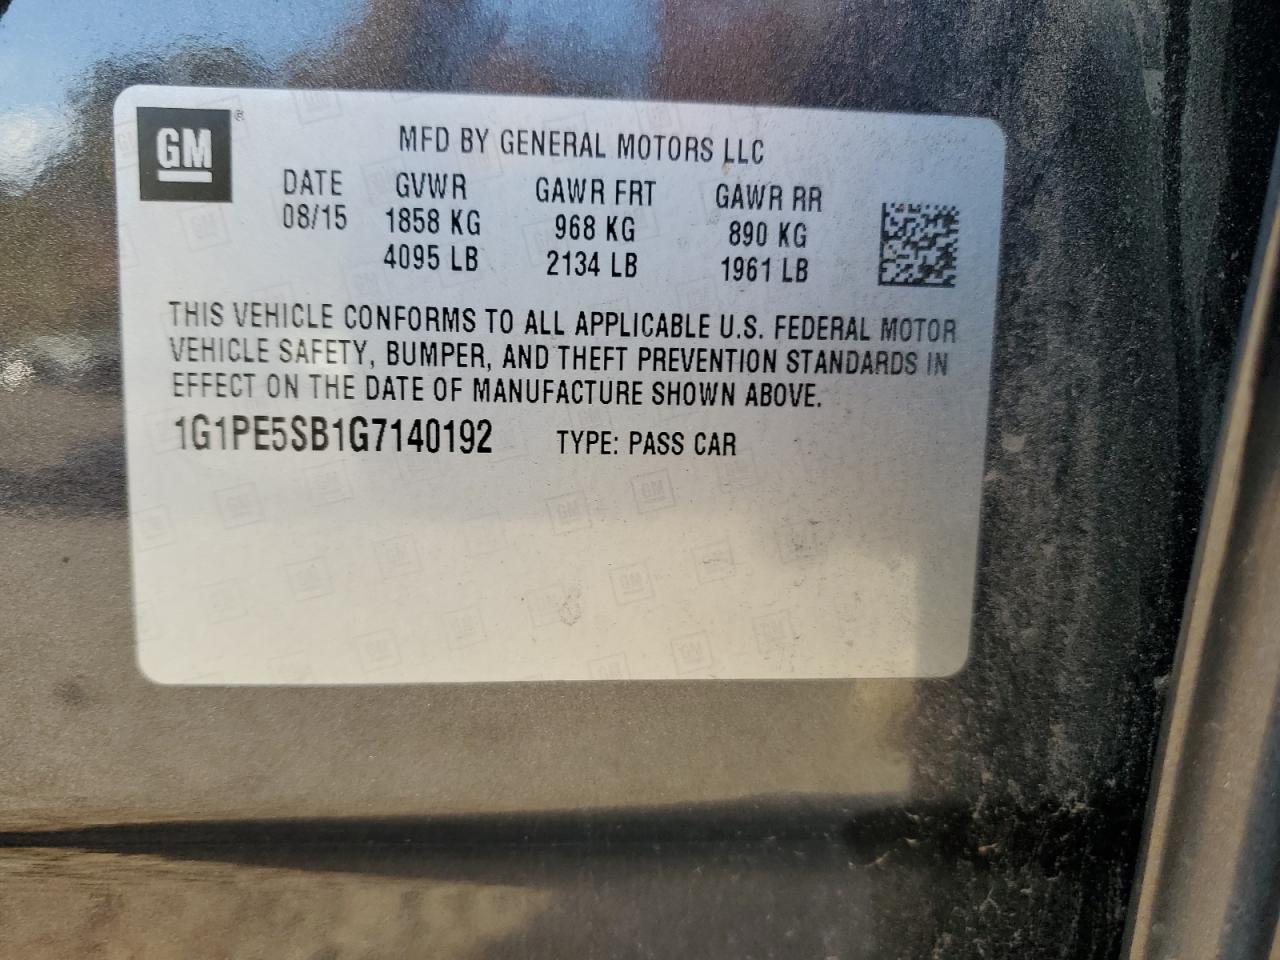 GM ®
MFD BY GENERAL MOTORS LLC
DATE GVWR GAWR FRT GAWR RR
08/15 1858 KG 968 KG 890 KG
4095 LB 2134 LB 1961 LB
THIS VEHICLE CONFORMS TO ALL APPLICABLE U.S. FEDERAL MOTOR
VEHICLE SAFETY, BUMPER, AND THEFT PREVENTION STANDARDS IN
EFFECT ON THE DATE OF MANUFACTURE SHOWN ABOVE.
1G1PE5SB1G7140192 TYPE: PASS CAR